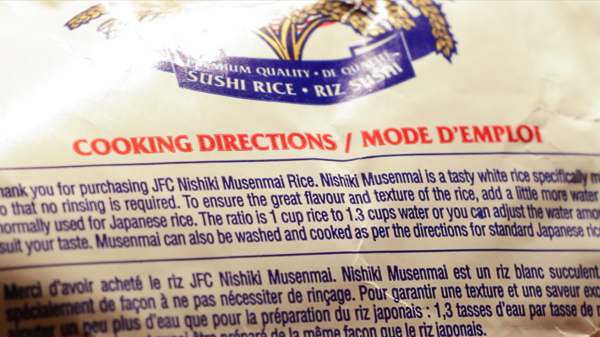 PREMIUM QUALITY • DE QUALITÉ
SUSHI RICE • RIZ SUSHI
COOKING DIRECTIONS / MODE D'EMPLOI
hank you for purchasing JFC Nishiki Musenmai Rice. Nishiki Musenmai is a tasty white rice specifically m
o that no rinsing is required. To ensure the great flavour and texture of the rice, add a little more water
normally used for Japanese rice. The ratio is 1 cup rice to 1.3 cups water or you can adjust the water amo
suit your taste. Musenmai can also be washed and cooked as per the directions for standard Japanese ric
Merci d'avoir acheté le riz JFC Nishiki Musenmai. Nishiki Musenmai est un riz blanc succulent
spécialement de façon à ne pas nécessiter de rinçage. Pour garantir une texture et une saveur exc
ajouter un peu plus d'eau que pour la préparation du riz japonais : 1,3 tasses d'eau par tasse de r
aussi être préparé de la même façon que le riz japonais.